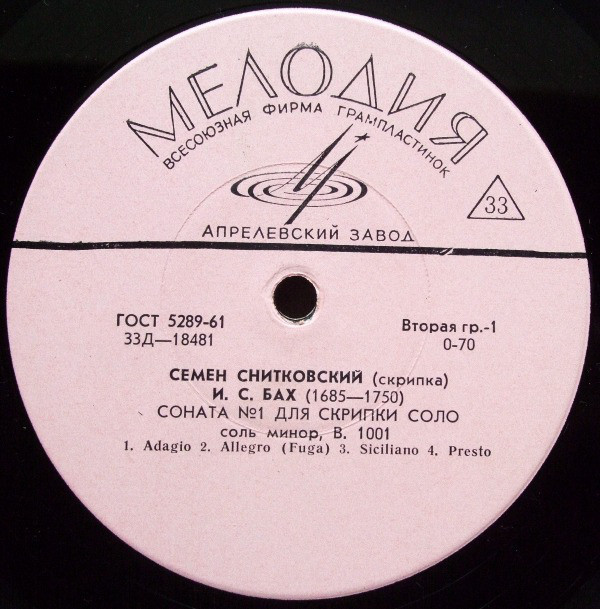 МЕЛОДИЯ
ВСЕСОЮЗНАЯ ФИРМА ГРАМПЛАСТИНОК
33
АПРЕЛЕВСКИЙ ЗАВОД
ГОСТ 5289-61
33Д—18481
Вторая гр.-1
0-70
СЕМЕН СНИТКОВСКИЙ (скрипка)
И. С. БАХ (1685—1750)
СОНАТА №1 ДЛЯ СКРИПКИ СОЛО
соль минор, В. 1001
1. Adagio 2. Allegro (Fuga) 3. Siciliano 4. Presto